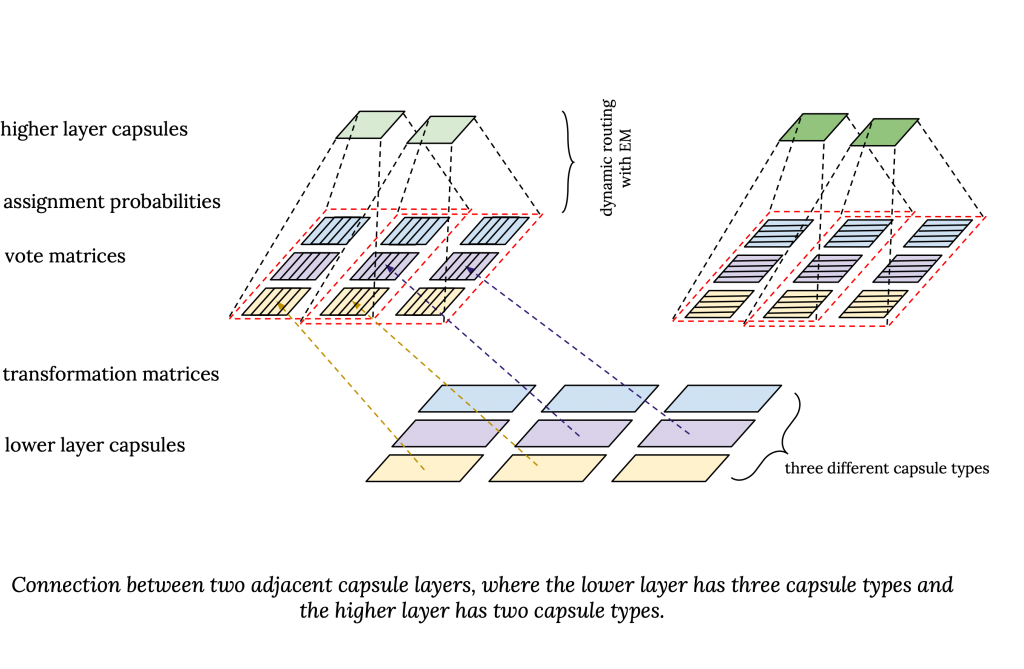 higher layer capsules
dynamic routing
with EM
assignment probabilities
vote matrices
transformation matrices
lower layer capsules
three different capsule types
Connection between two adjacent capsule layers, where the lower layer has three capsule types and
the higher layer has two capsule types.